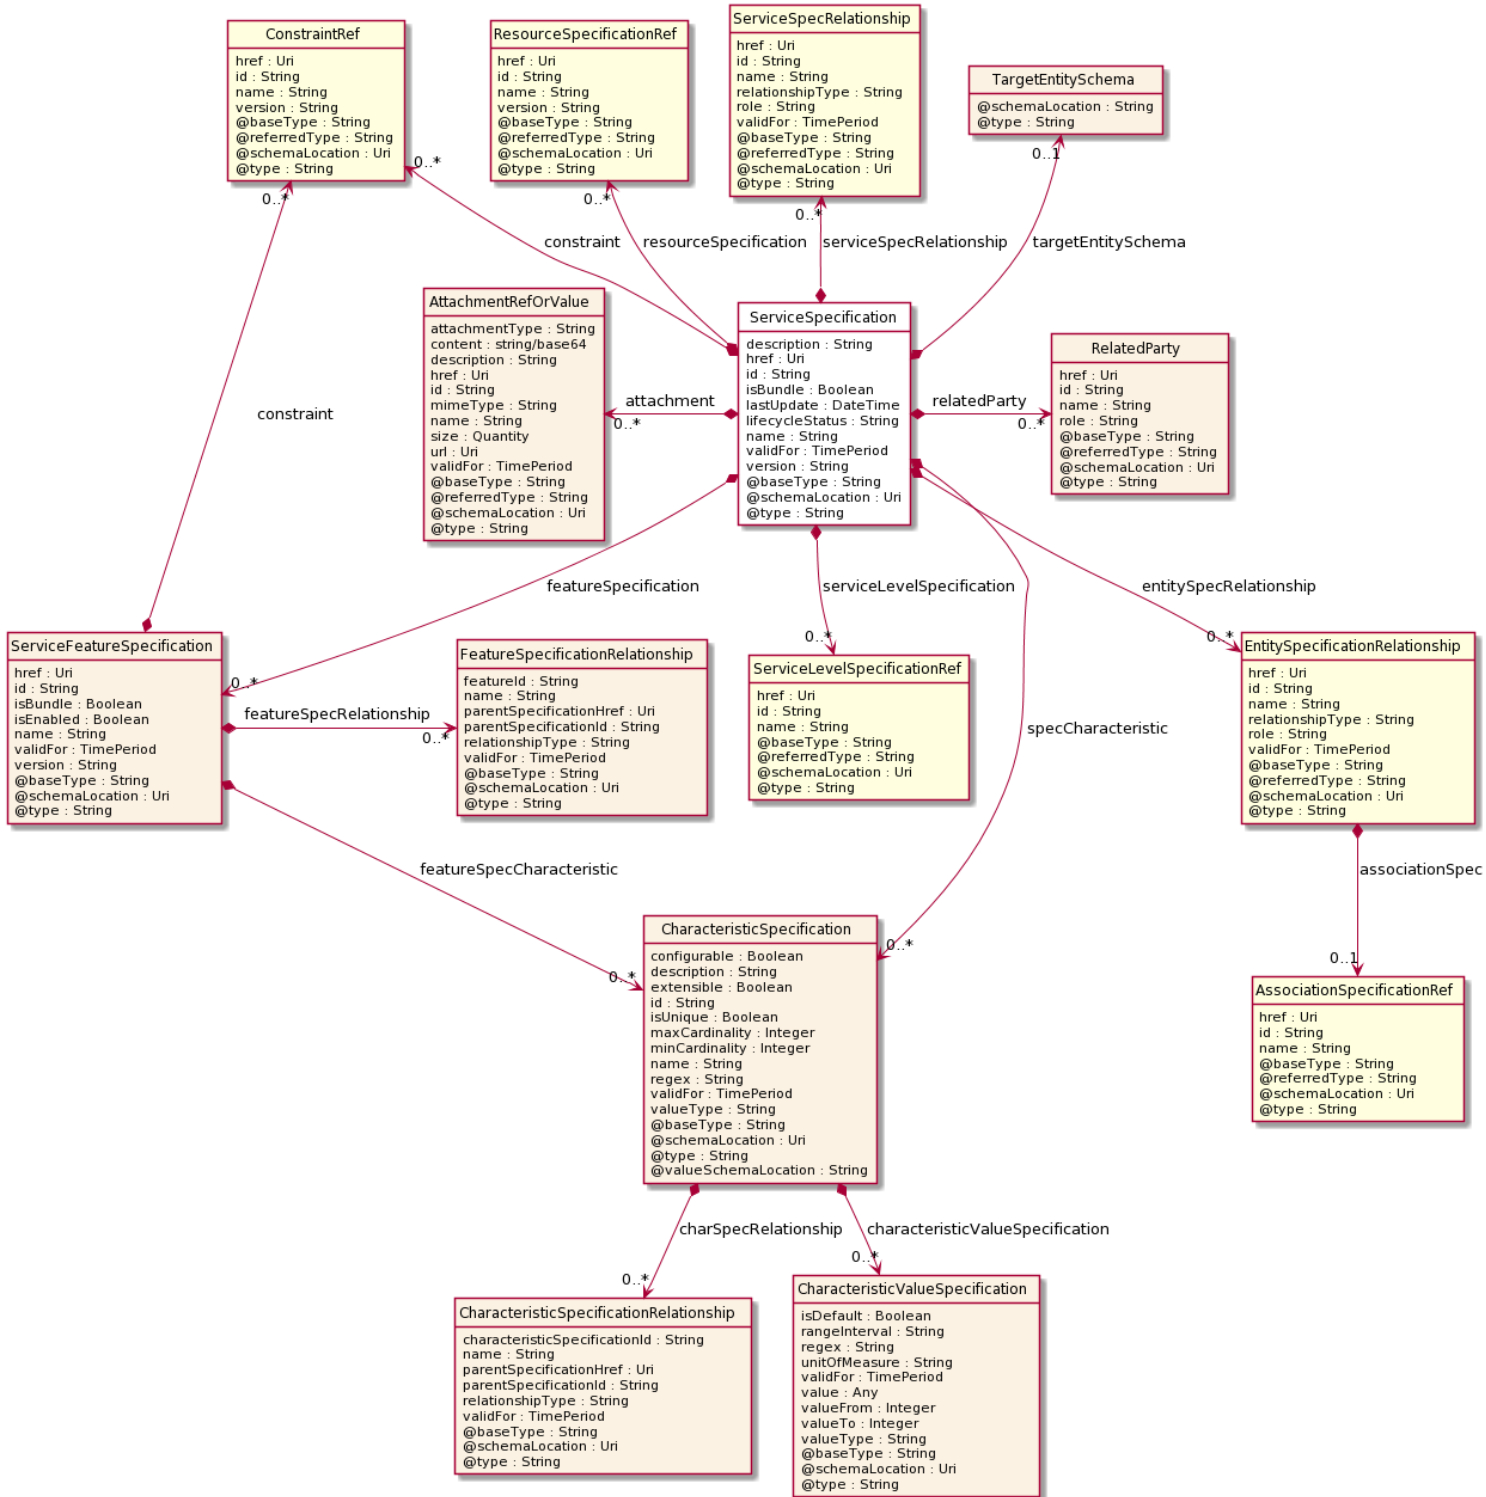 ConstraintRef
href : Uri
id : String
name : String
version : String
@baseType : String
@referredType : String
@schemaLocation : Uri
@type : String
ResourceSpecificationRef
href : Uri
id : String
name : String
version : String
@baseType : String
@referredType : String
@schemaLocation : Uri
@type : String
ServiceSpecRelationship
href : Uri
id : String
name : String
relationshipType : String
role : String
validFor : TimePeriod
@baseType : String
@referredType : String
@schemaLocation : Uri
@type : String
TargetEntitySchema
@schemaLocation : String
@type : String
0..*
0..*
0..*
0..*
0..1
constraint
resourceSpecification
serviceSpecRelationship
targetEntitySchema
AttachmentRefOrValue
attachmentType : String
content : string/base64
description : String
href : Uri
id : String
mimeType : String
name : String
size : Quantity
url : Uri
validFor : TimePeriod
@baseType : String
@referredType : String
@schemaLocation : Uri
@type : String
attachment
0..*
ServiceSpecification
description : String
href : Uri
id : String
isBundle : Boolean
lastUpdate : DateTime
lifecycleStatus : String
name : String
validFor : TimePeriod
version : String
@baseType : String
@schemaLocation : Uri
@type : String
relatedParty
0..*
RelatedParty
href : Uri
id : String
name : String
role : String
@baseType : String
@referredType : String
@schemaLocation : Uri
@type : String
constraint
featureSpecification
serviceLevelSpecification
entitySpecRelationship
0..*
0..*
0..*
ServiceFeatureSpecification
href : Uri
id : String
isBundle : Boolean
isEnabled : Boolean
name : String
validFor : TimePeriod
version : String
@baseType : String
@schemaLocation : Uri
@type : String
featureSpecRelationship
0..*
FeatureSpecificationRelationship
featureId : String
name : String
parentSpecificationHref : Uri
parentSpecificationId : String
relationshipType : String
validFor : TimePeriod
@baseType : String
@schemaLocation : Uri
@type : String
ServiceLevelSpecificationRef
href : Uri
id : String
name : String
@baseType : String
@referredType : String
@schemaLocation : Uri
@type : String
specCharacteristic
EntitySpecificationRelationship
href : Uri
id : String
name : String
relationshipType : String
role : String
validFor : TimePeriod
@baseType : String
@referredType : String
@schemaLocation : Uri
@type : String
featureSpecCharacteristic
associationSpec
0..*
0..*
0..1
CharacteristicSpecification
configurable : Boolean
description : String
extensible : Boolean
id : String
isUnique : Boolean
maxCardinality : Integer
minCardinality : Integer
name : String
regex : String
validFor : TimePeriod
valueType : String
@baseType : String
@schemaLocation : Uri
@type : String
@valueSchemaLocation : String
AssociationSpecificationRef
href : Uri
id : String
name : String
@baseType : String
@referredType : String
@schemaLocation : Uri
@type : String
charSpecRelationship
characteristicValueSpecification
0..*
0..*
CharacteristicSpecificationRelationship
characteristicSpecificationId : String
name : String
parentSpecificationHref : Uri
parentSpecificationId : String
relationshipType : String
validFor : TimePeriod
@baseType : String
@schemaLocation : Uri
@type : String
CharacteristicValueSpecification
isDefault : Boolean
rangeInterval : String
regex : String
unitOfMeasure : String
validFor : TimePeriod
value : Any
valueFrom : Integer
valueTo : Integer
valueType : String
@baseType : String
@schemaLocation : Uri
@type : String